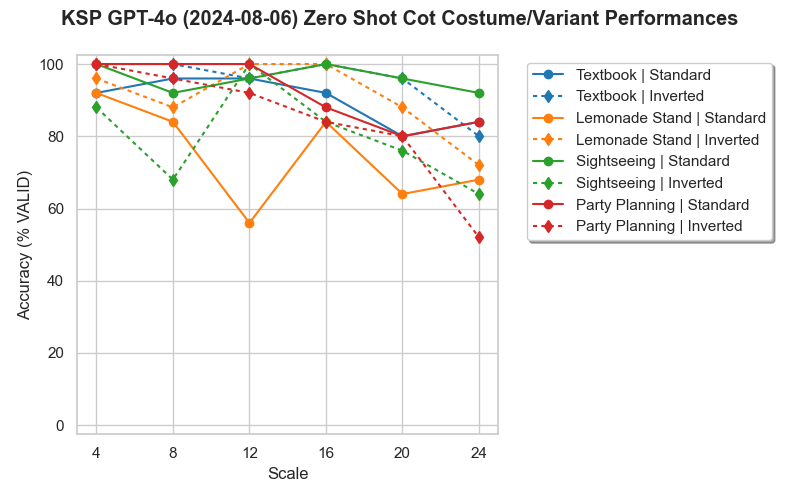 KSP GPT-4o (2024-08-06) Zero Shot Cot Costume/Variant Performances
100
80
60
40
20
0
Accuracy (% VALID)
4 8 12 16 20 24
Scale
Textbook | Standard
Textbook | Inverted
Lemonade Stand | Standard
Lemonade Stand | Inverted
Sightseeing | Standard
Sightseeing | Inverted
Party Planning | Standard
Party Planning | Inverted